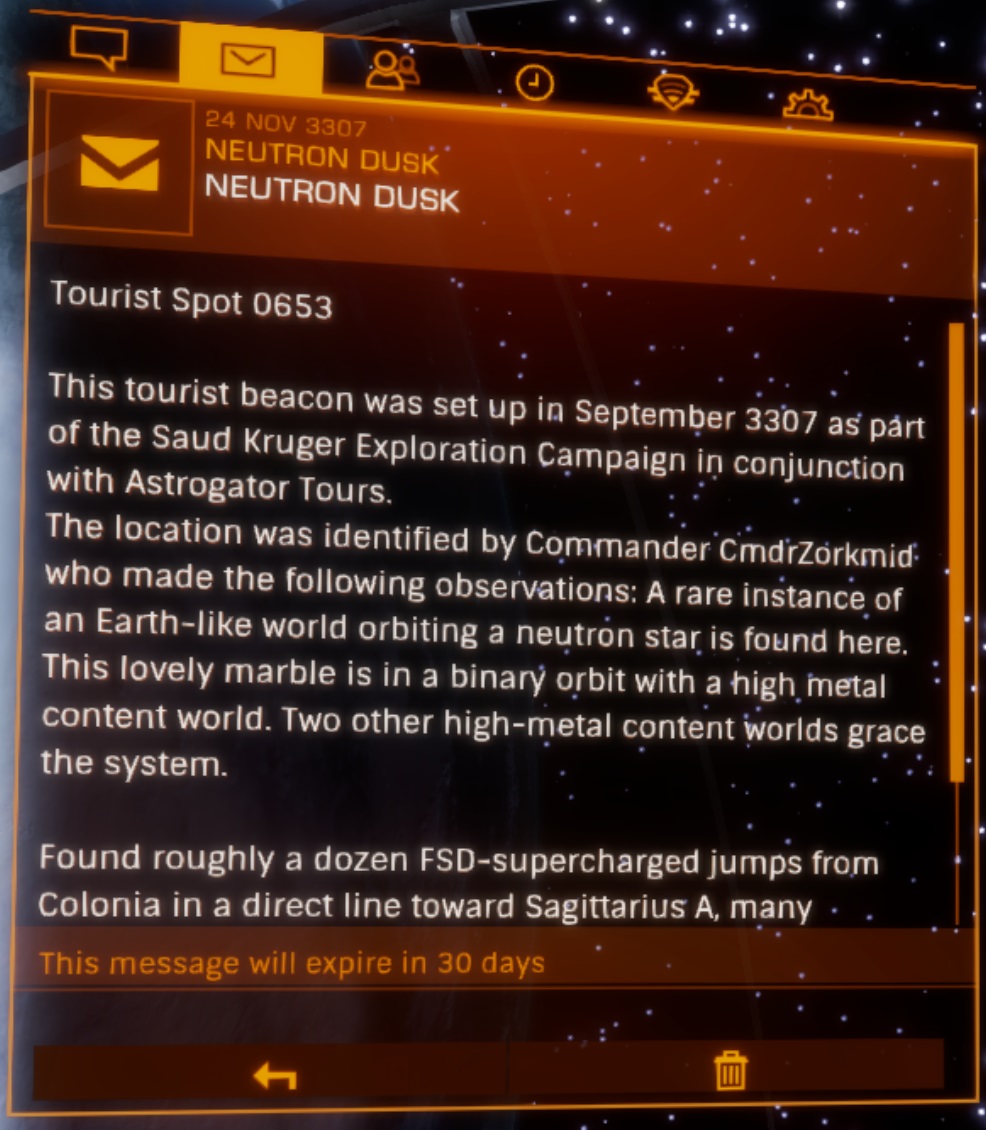 24 NOV 3307
NEUTRON DUSK
NEUTRON DUSK
Tourist Spot 0653
This tourist beacon was set up in September 3307 as part
of the Saud Kruger Exploration Campaign in conjunction
with Astrogator Tours.
The location was identified by Commander CmdrZorkmid
who made the following observations: A rare instance of
an Earth-like world orbiting a neutron star is found here.
This lovely marble is in a binary orbit with a high metal
content world. Two other high-metal content worlds grace
the system.
Found roughly a dozen FSD-supercharged jumps from
Colonia in a direct line toward Sagittarius A, many
This message will expire in 30 days